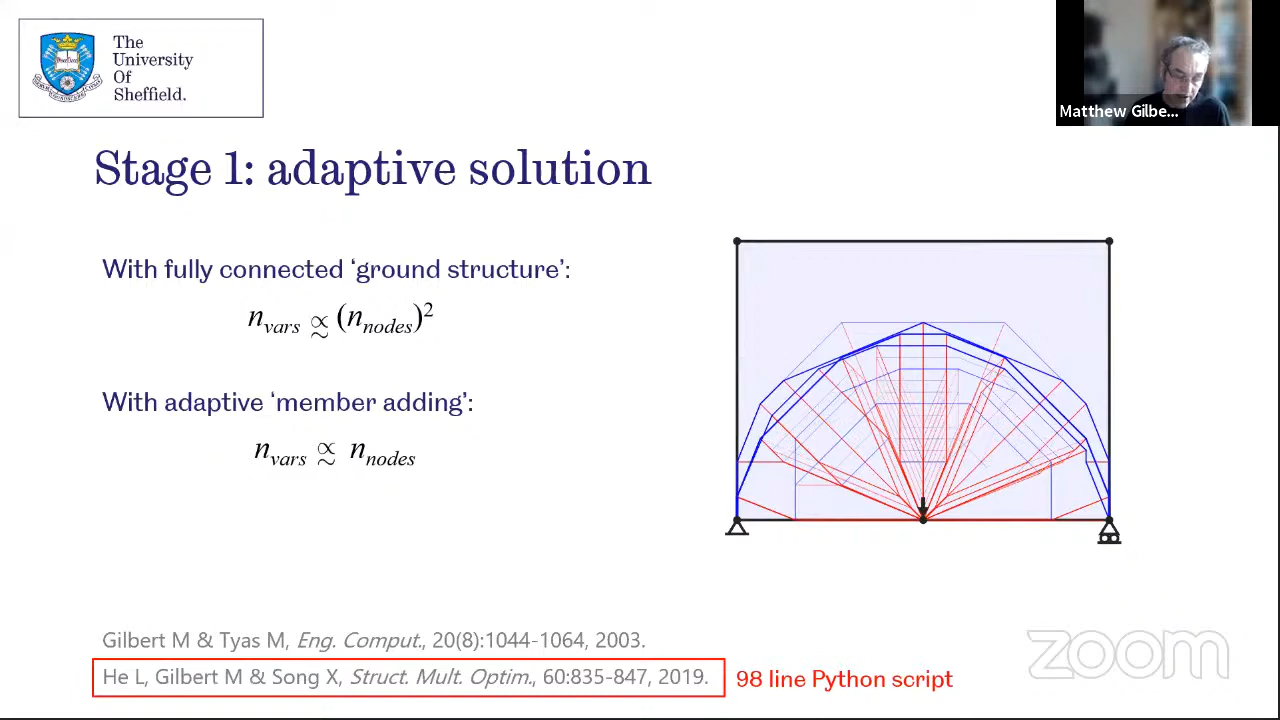 The
University
Of
Sheffield.
Matthew Gilbe...
Stage 1: adaptive solution
With fully connected ‘ground structure’:
n_vars ∝~ (n_nodes)²
With adaptive ‘member adding’:
n_vars ∝~ n_nodes
Gilbert M & Tyas M, Eng. Comput., 20(8):1044-1064, 2003.
He L, Gilbert M & Song X, Struct. Mult. Optim., 60:835-847, 2019.
98 line Python script
zoom